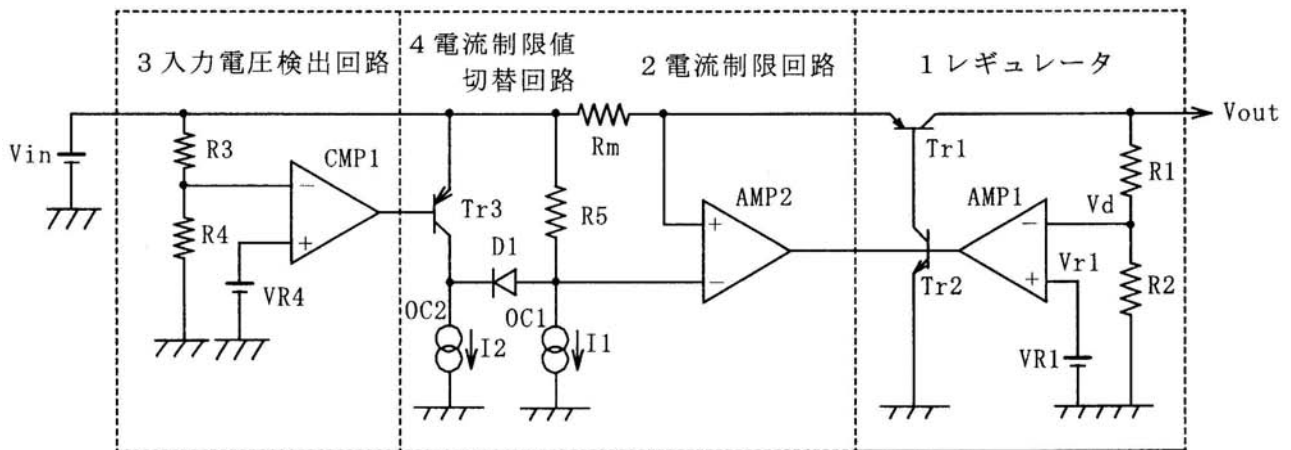 3入力電圧検出回路
4電流制限値
切替回路
2電流制限回路
1レギュレータ
Vin
R3
R4
CMP1
−
+
VR4
Tr3
D1
R5
OC2
I2
OC1
I1
Rm
AMP2
+
−
Tr1
Tr2
AMP1
−
+
Vd
Vr1
VR1
R1
R2
Vout